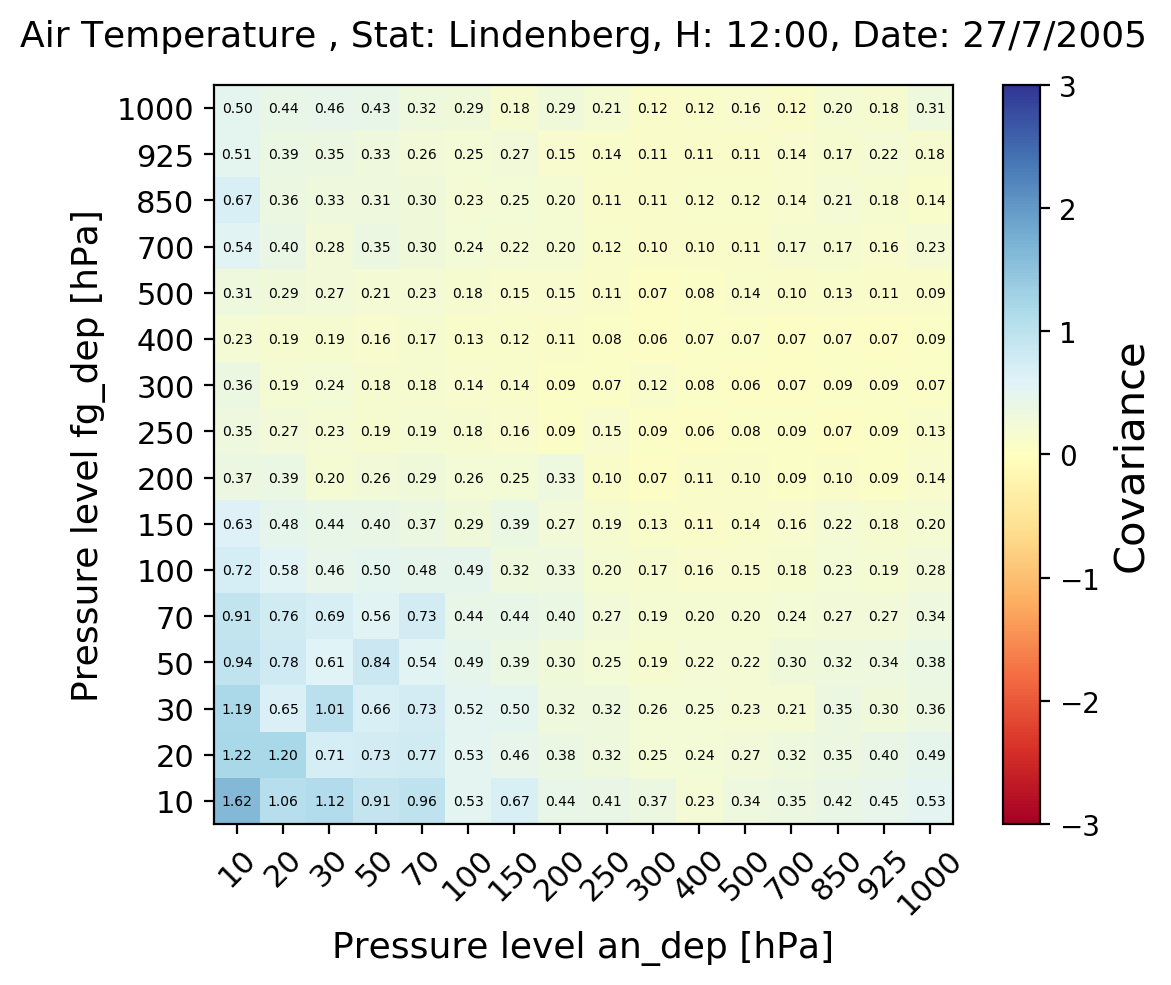 Air Temperature , Stat: Lindenberg, H: 12:00, Date: 27/7/2005
Pressure level fg_dep [hPa]
1000 0.50 0.44 0.46 0.43 0.32 0.29 0.18 0.29 0.21 0.12 0.12 0.16 0.12 0.20 0.18 0.31
925 0.51 0.39 0.35 0.33 0.26 0.25 0.27 0.15 0.14 0.11 0.11 0.11 0.14 0.17 0.22 0.18
850 0.67 0.36 0.33 0.31 0.30 0.23 0.25 0.20 0.11 0.11 0.12 0.12 0.14 0.21 0.18 0.14
700 0.54 0.40 0.28 0.35 0.30 0.24 0.22 0.20 0.12 0.10 0.10 0.11 0.17 0.17 0.16 0.23
500 0.31 0.29 0.27 0.21 0.23 0.18 0.15 0.15 0.11 0.07 0.08 0.14 0.10 0.13 0.11 0.09
400 0.23 0.19 0.19 0.16 0.17 0.13 0.12 0.11 0.08 0.06 0.07 0.07 0.07 0.07 0.07 0.09
300 0.36 0.19 0.24 0.18 0.18 0.14 0.14 0.09 0.07 0.12 0.08 0.06 0.07 0.09 0.09 0.07
250 0.35 0.27 0.23 0.19 0.19 0.18 0.16 0.09 0.15 0.09 0.06 0.08 0.09 0.07 0.09 0.13
200 0.37 0.39 0.20 0.26 0.29 0.26 0.25 0.33 0.10 0.07 0.11 0.10 0.09 0.10 0.09 0.14
150 0.63 0.48 0.44 0.40 0.37 0.29 0.39 0.27 0.19 0.13 0.11 0.14 0.16 0.22 0.18 0.20
100 0.72 0.58 0.46 0.50 0.48 0.49 0.32 0.33 0.20 0.17 0.16 0.15 0.18 0.23 0.19 0.28
70 0.91 0.76 0.69 0.56 0.73 0.44 0.44 0.40 0.27 0.19 0.20 0.20 0.24 0.27 0.27 0.34
50 0.94 0.78 0.61 0.84 0.54 0.49 0.39 0.30 0.25 0.19 0.22 0.22 0.30 0.32 0.34 0.38
30 1.19 0.65 1.01 0.66 0.73 0.52 0.50 0.32 0.32 0.26 0.25 0.23 0.21 0.35 0.30 0.36
20 1.22 1.20 0.71 0.73 0.77 0.53 0.46 0.38 0.32 0.25 0.24 0.27 0.32 0.35 0.40 0.49
10 1.62 1.06 1.12 0.91 0.96 0.53 0.67 0.44 0.41 0.37 0.23 0.34 0.35 0.42 0.45 0.53
10 20 30 50 70 100 150 200 250 300 400 500 700 850 925 1000
Pressure level an_dep [hPa]
3
2
1
0
−1
−2
−3
Covariance